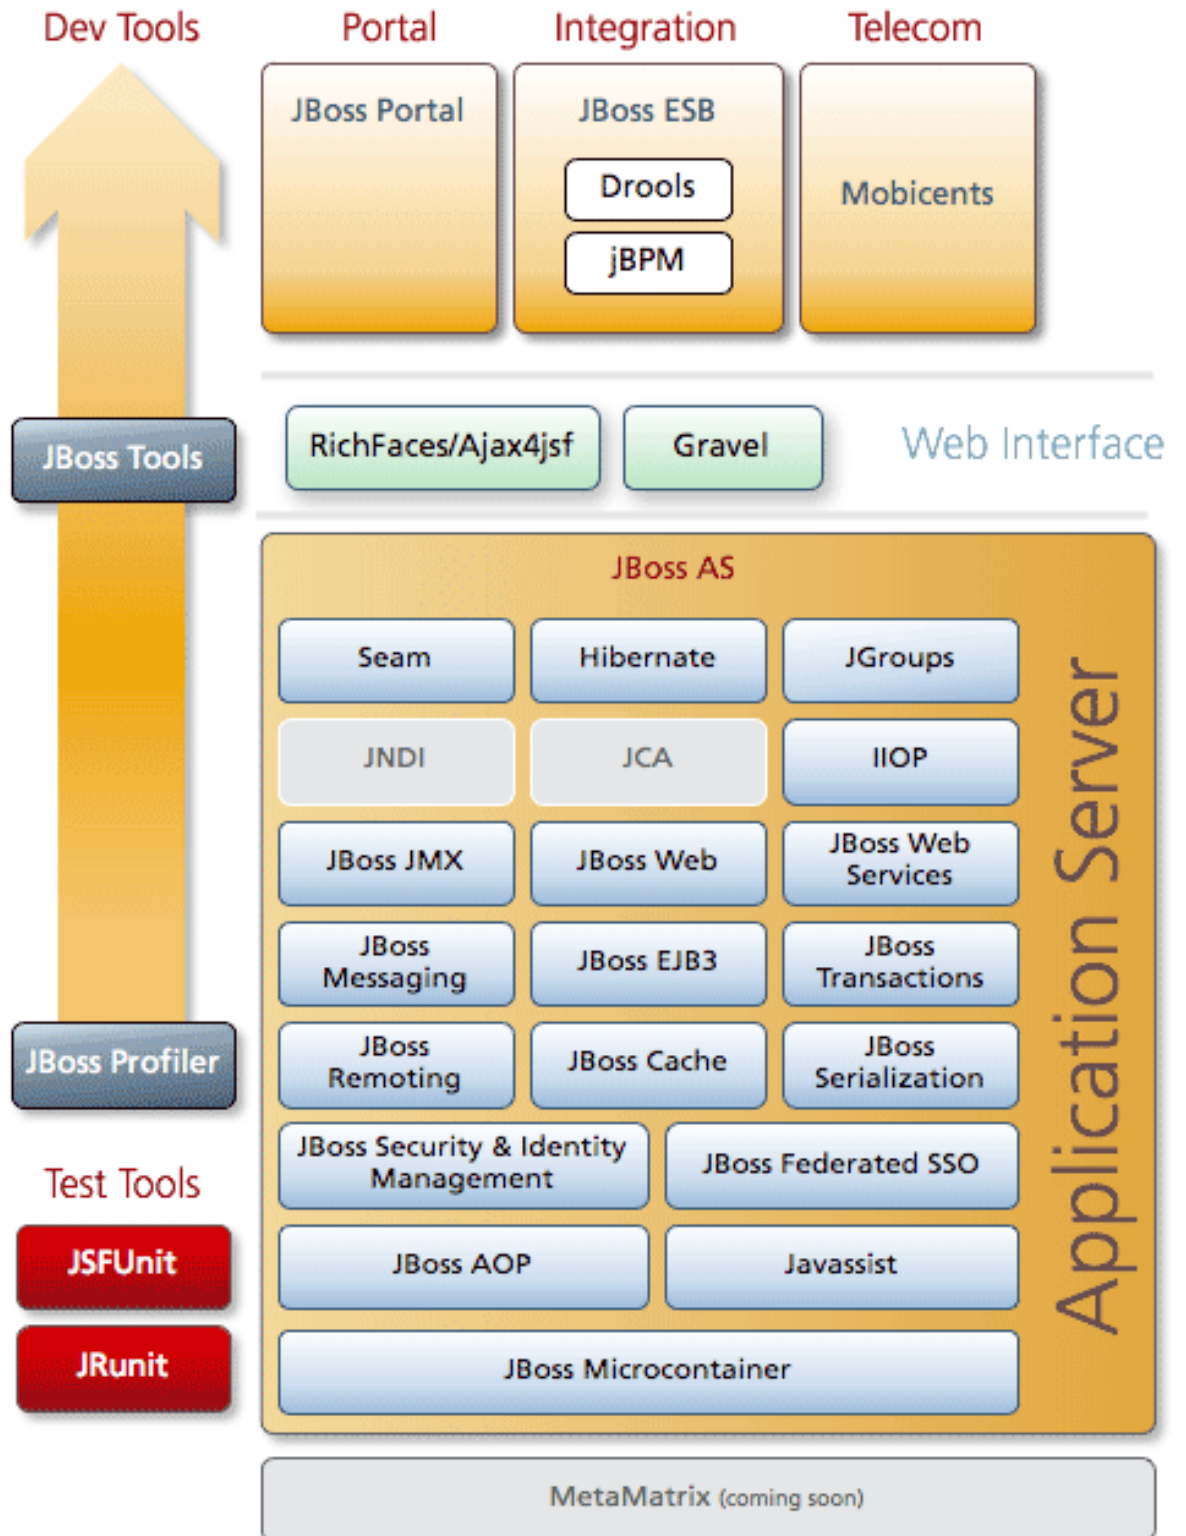 Dev Tools
Portal
Integration
Telecom
JBoss Portal
JBoss ESB
Drools
jBPM
Mobicents
JBoss Tools
RichFaces/Ajax4jsf
Gravel
Web Interface
JBoss AS
Seam
Hibernate
JGroups
JNDI
JCA
IIOP
JBoss JMX
JBoss Web
JBoss Web
Services
JBoss
Messaging
JBoss EJB3
JBoss
Transactions
JBoss Profiler
JBoss
Remoting
JBoss Cache
JBoss
Serialization
JBoss Security & Identity
Management
JBoss Federated SSO
Test Tools
JSFUnit
JBoss AOP
Javassist
JRunit
JBoss Microcontainer
Application Server
MetaMatrix (coming soon)